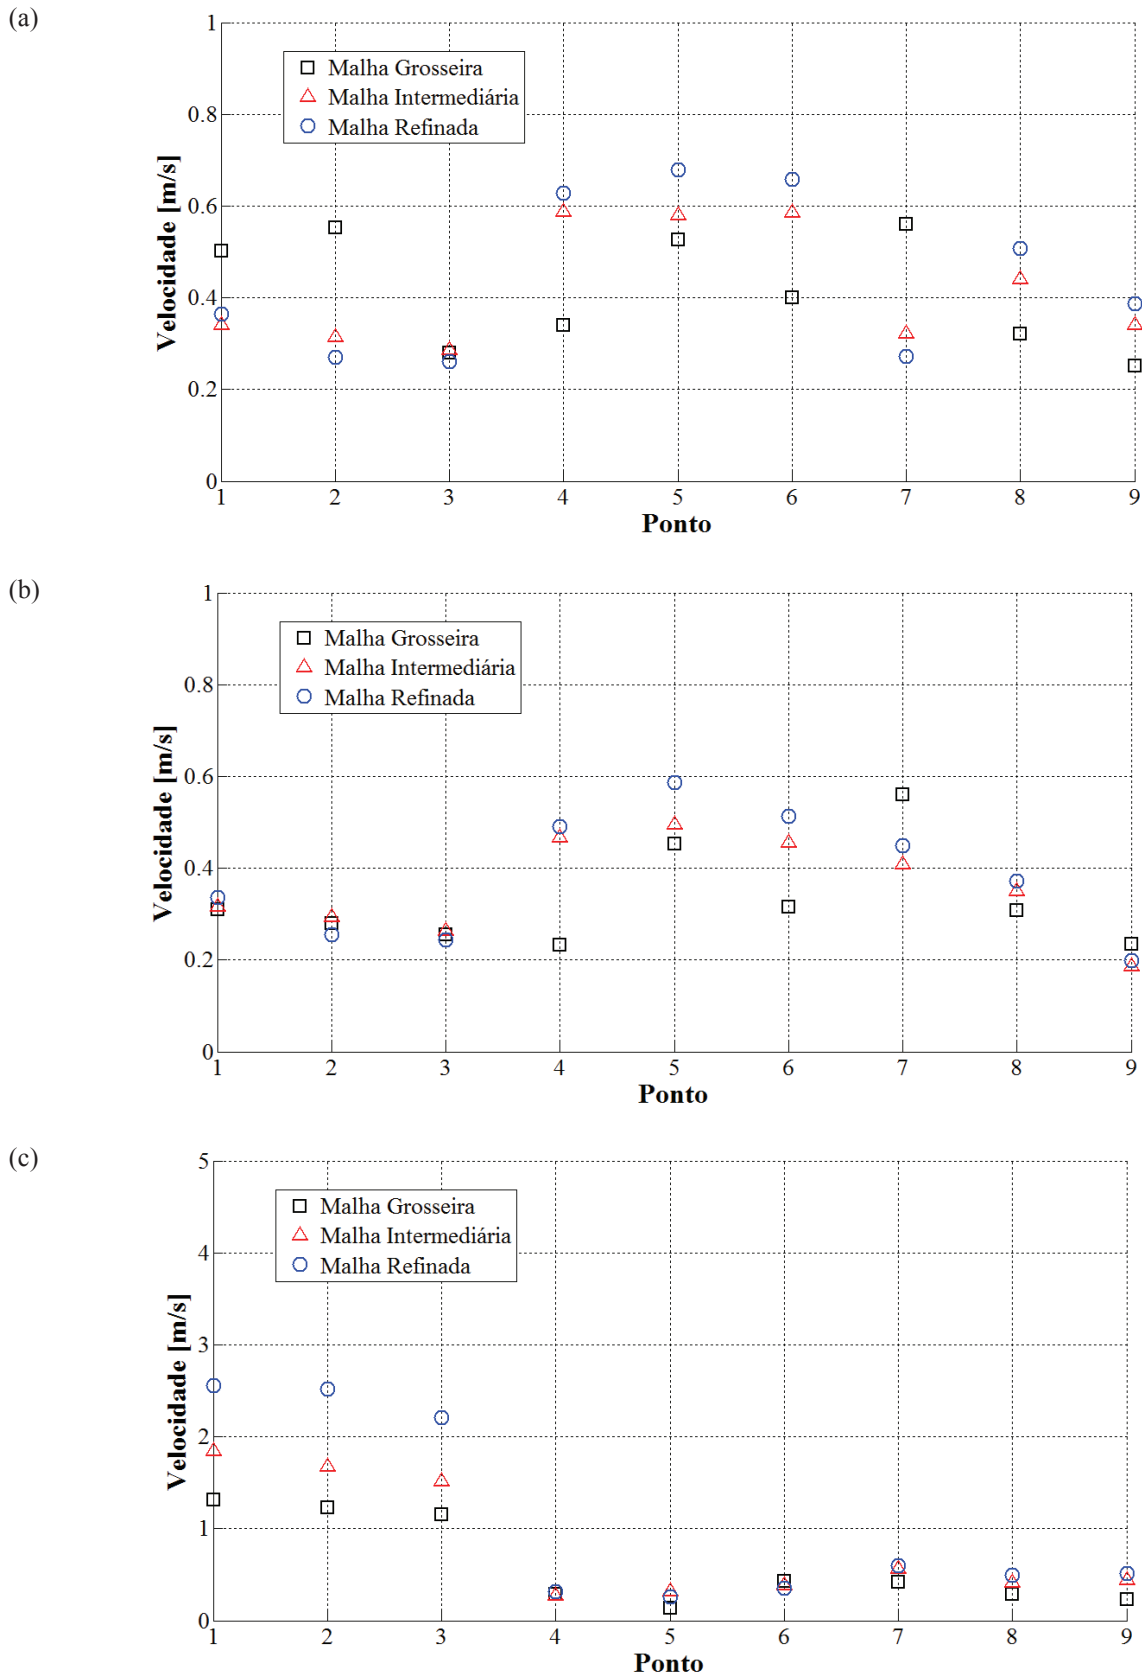 (a)
1
Malha Grosseira
Malha Intermediária
Malha Refinada
0.8
0.6
0.4
0.2
0
Velocidade [m/s]
1 2 3 4 5 6 7 8 9
Ponto
(b)
1
Malha Grosseira
Malha Intermediária
Malha Refinada
0.8
0.6
0.4
0.2
0
Velocidade [m/s]
1 2 3 4 5 6 7 8 9
Ponto
(c)
5
Malha Grosseira
Malha Intermediária
Malha Refinada
4
3
2
1
0
Velocidade [m/s]
1 2 3 4 5 6 7 8 9
Ponto